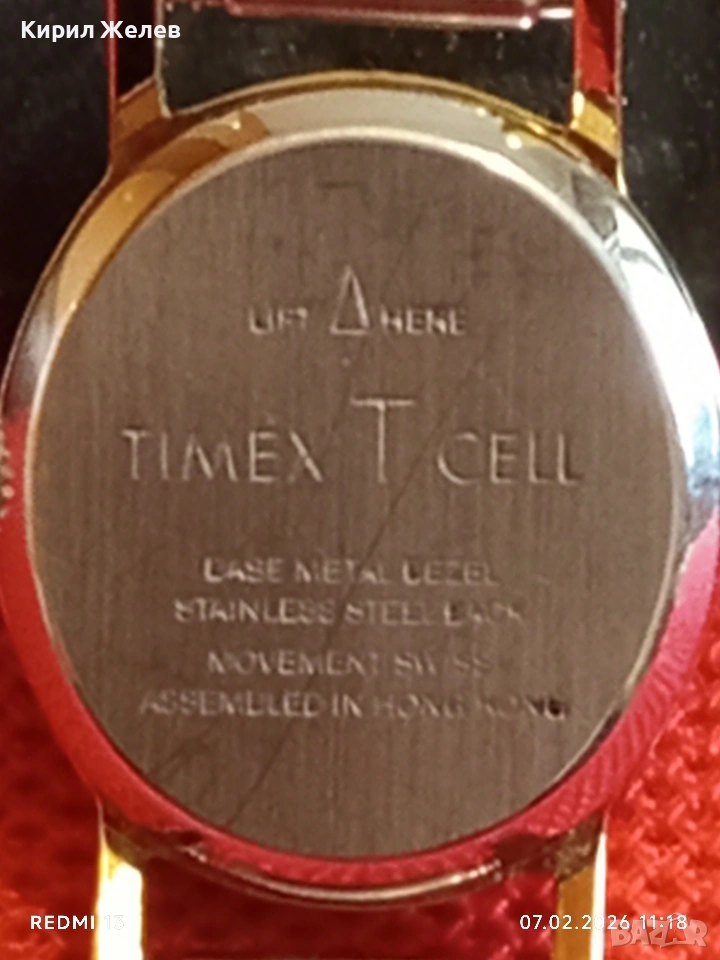 Кирил Желев
LIFT HERE
TIMEX T CELL
BASE METAL BEZEL
STAINLESS STEEL BACK
MOVEMENT SWISS
ASSEMBLED IN HONG KONG
REDMI 13
07.02.2026 11:18
BAZAR